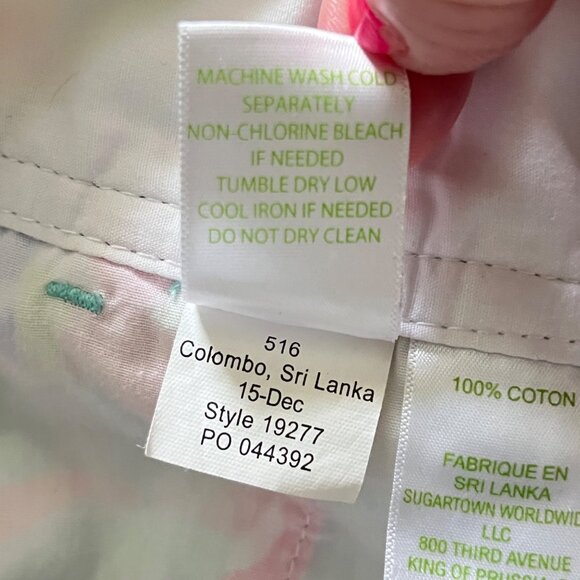 MACHINE WASH COLD
SEPARATELY
NON-CHLORINE BLEACH
IF NEEDED
TUMBLE DRY LOW
COOL IRON IF NEEDED
DO NOT DRY CLEAN
516
Colombo, Sri Lanka
15-Dec
Style 19277
PO 044392
100% COTON
FABRIQUE EN
SRI LANKA
SUGARTOWN WORLDWID
LLC
800 THIRD AVENUE
KING OF